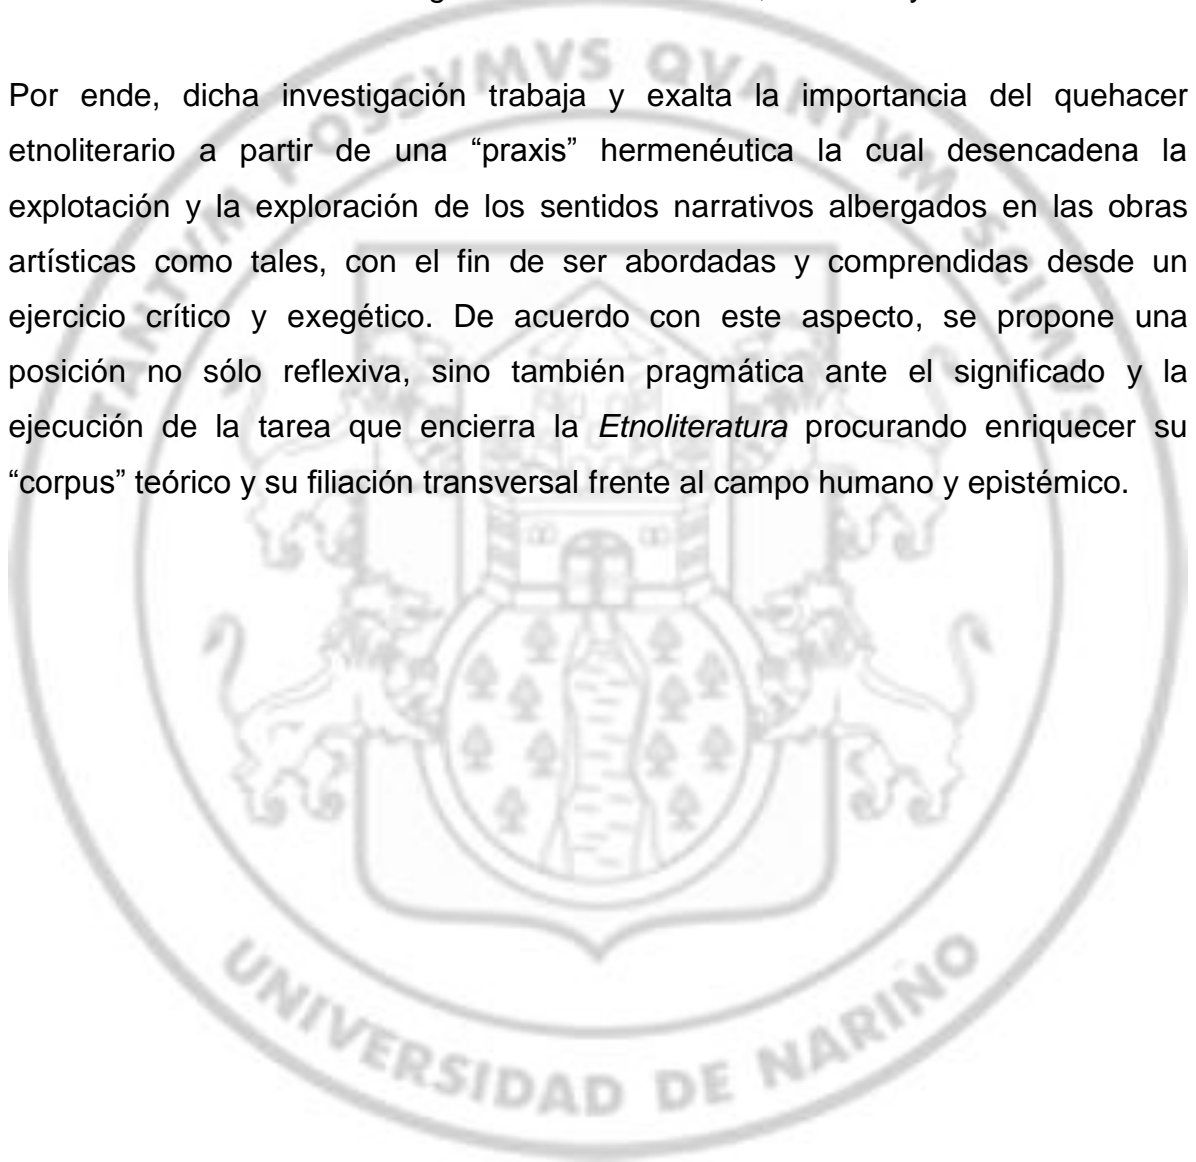 Por ende, dicha investigación trabaja y exalta la importancia del quehacer
etnoliterario a partir de una “praxis” hermenéutica la cual desencadena la
explotación y la exploración de los sentidos narrativos albergados en las obras
artísticas como tales, con el fin de ser abordadas y comprendidas desde un
ejercicio crítico y exegético. De acuerdo con este aspecto, se propone una
posición no sólo reflexiva, sino también pragmática ante el significado y la
ejecución de la tarea que encierra la Etnoliteratura procurando enriquecer su
“corpus” teórico y su filiación transversal frente al campo humano y epistémico.
TANTVM POSSVMVS QVANTVM SCIMVS
UNIVERSIDAD DE NARIÑO